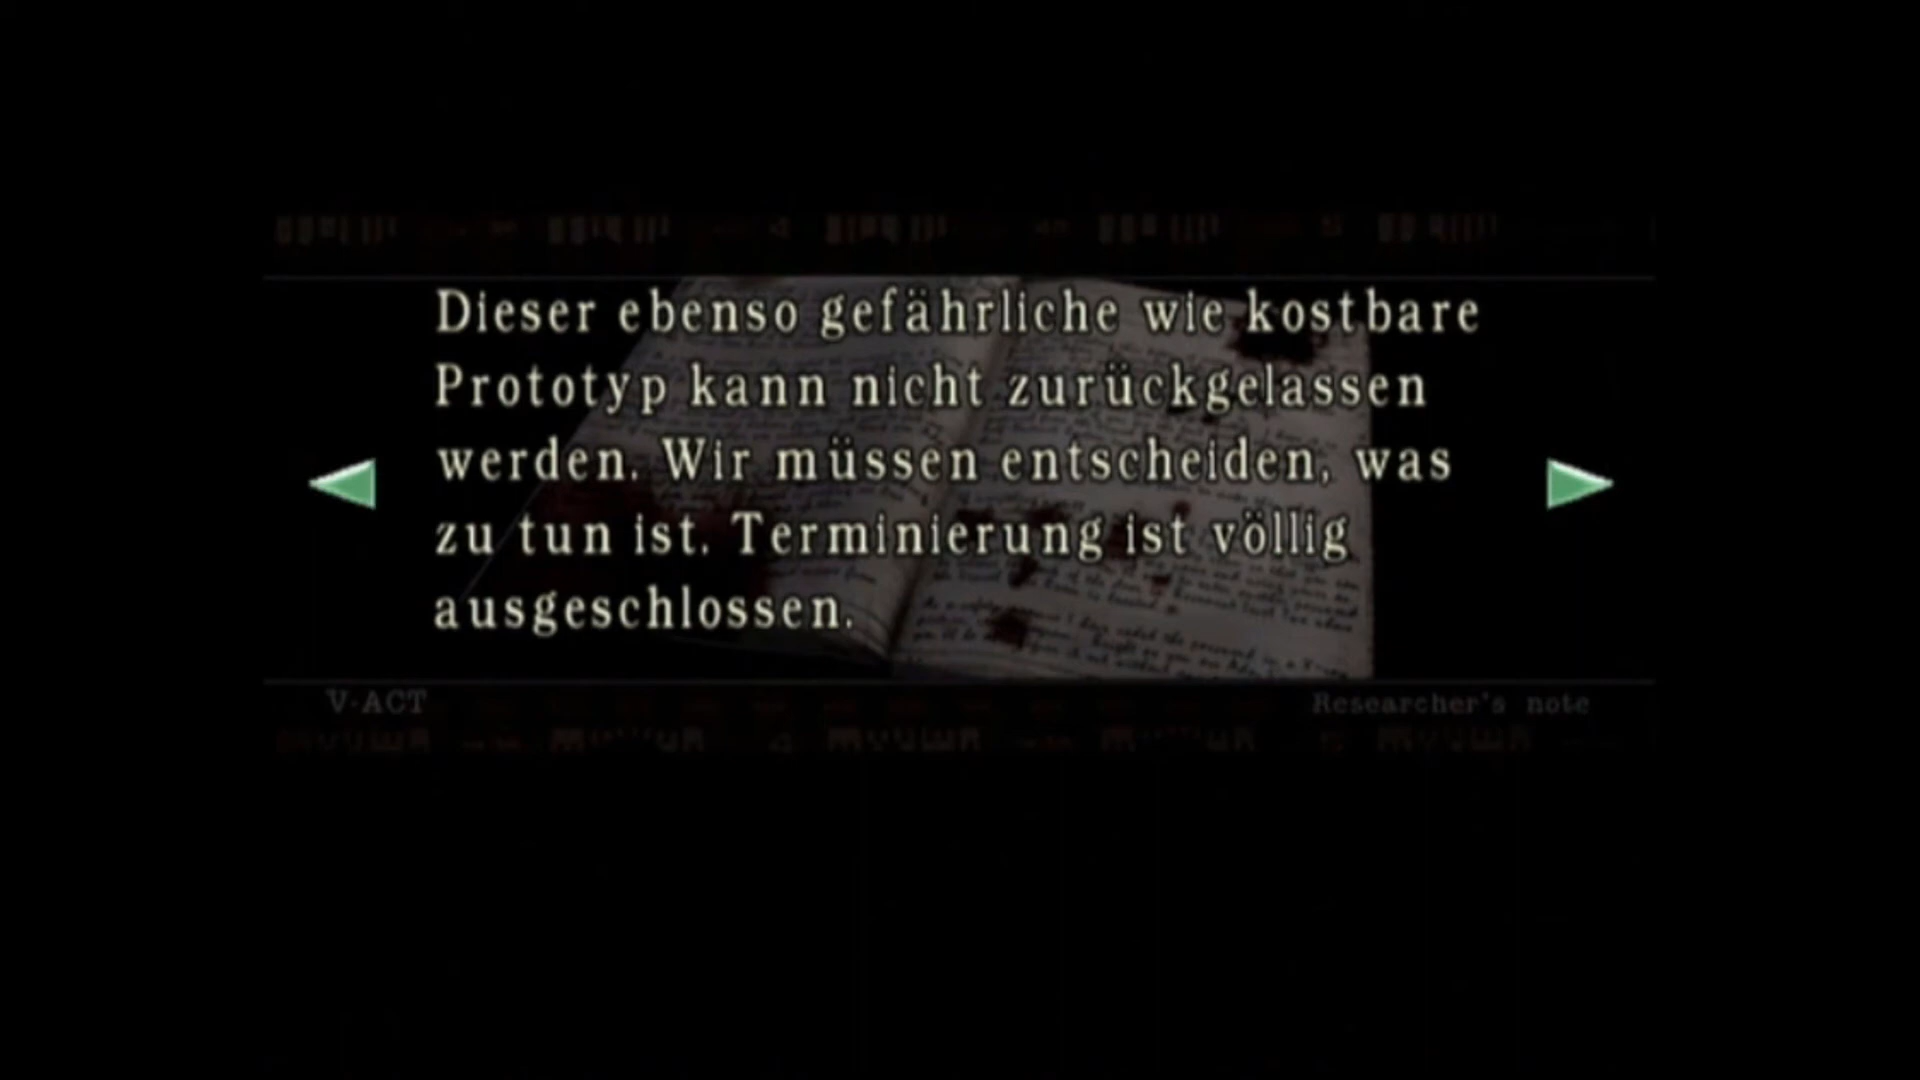 Dieser ebenso gefährliche wie kostbare
Prototyp kann nicht zurückgelassen
werden. Wir müssen entscheiden, was
zu tun ist. Terminierung ist völlig
ausgeschlossen.
V-ACT
Researcher's note